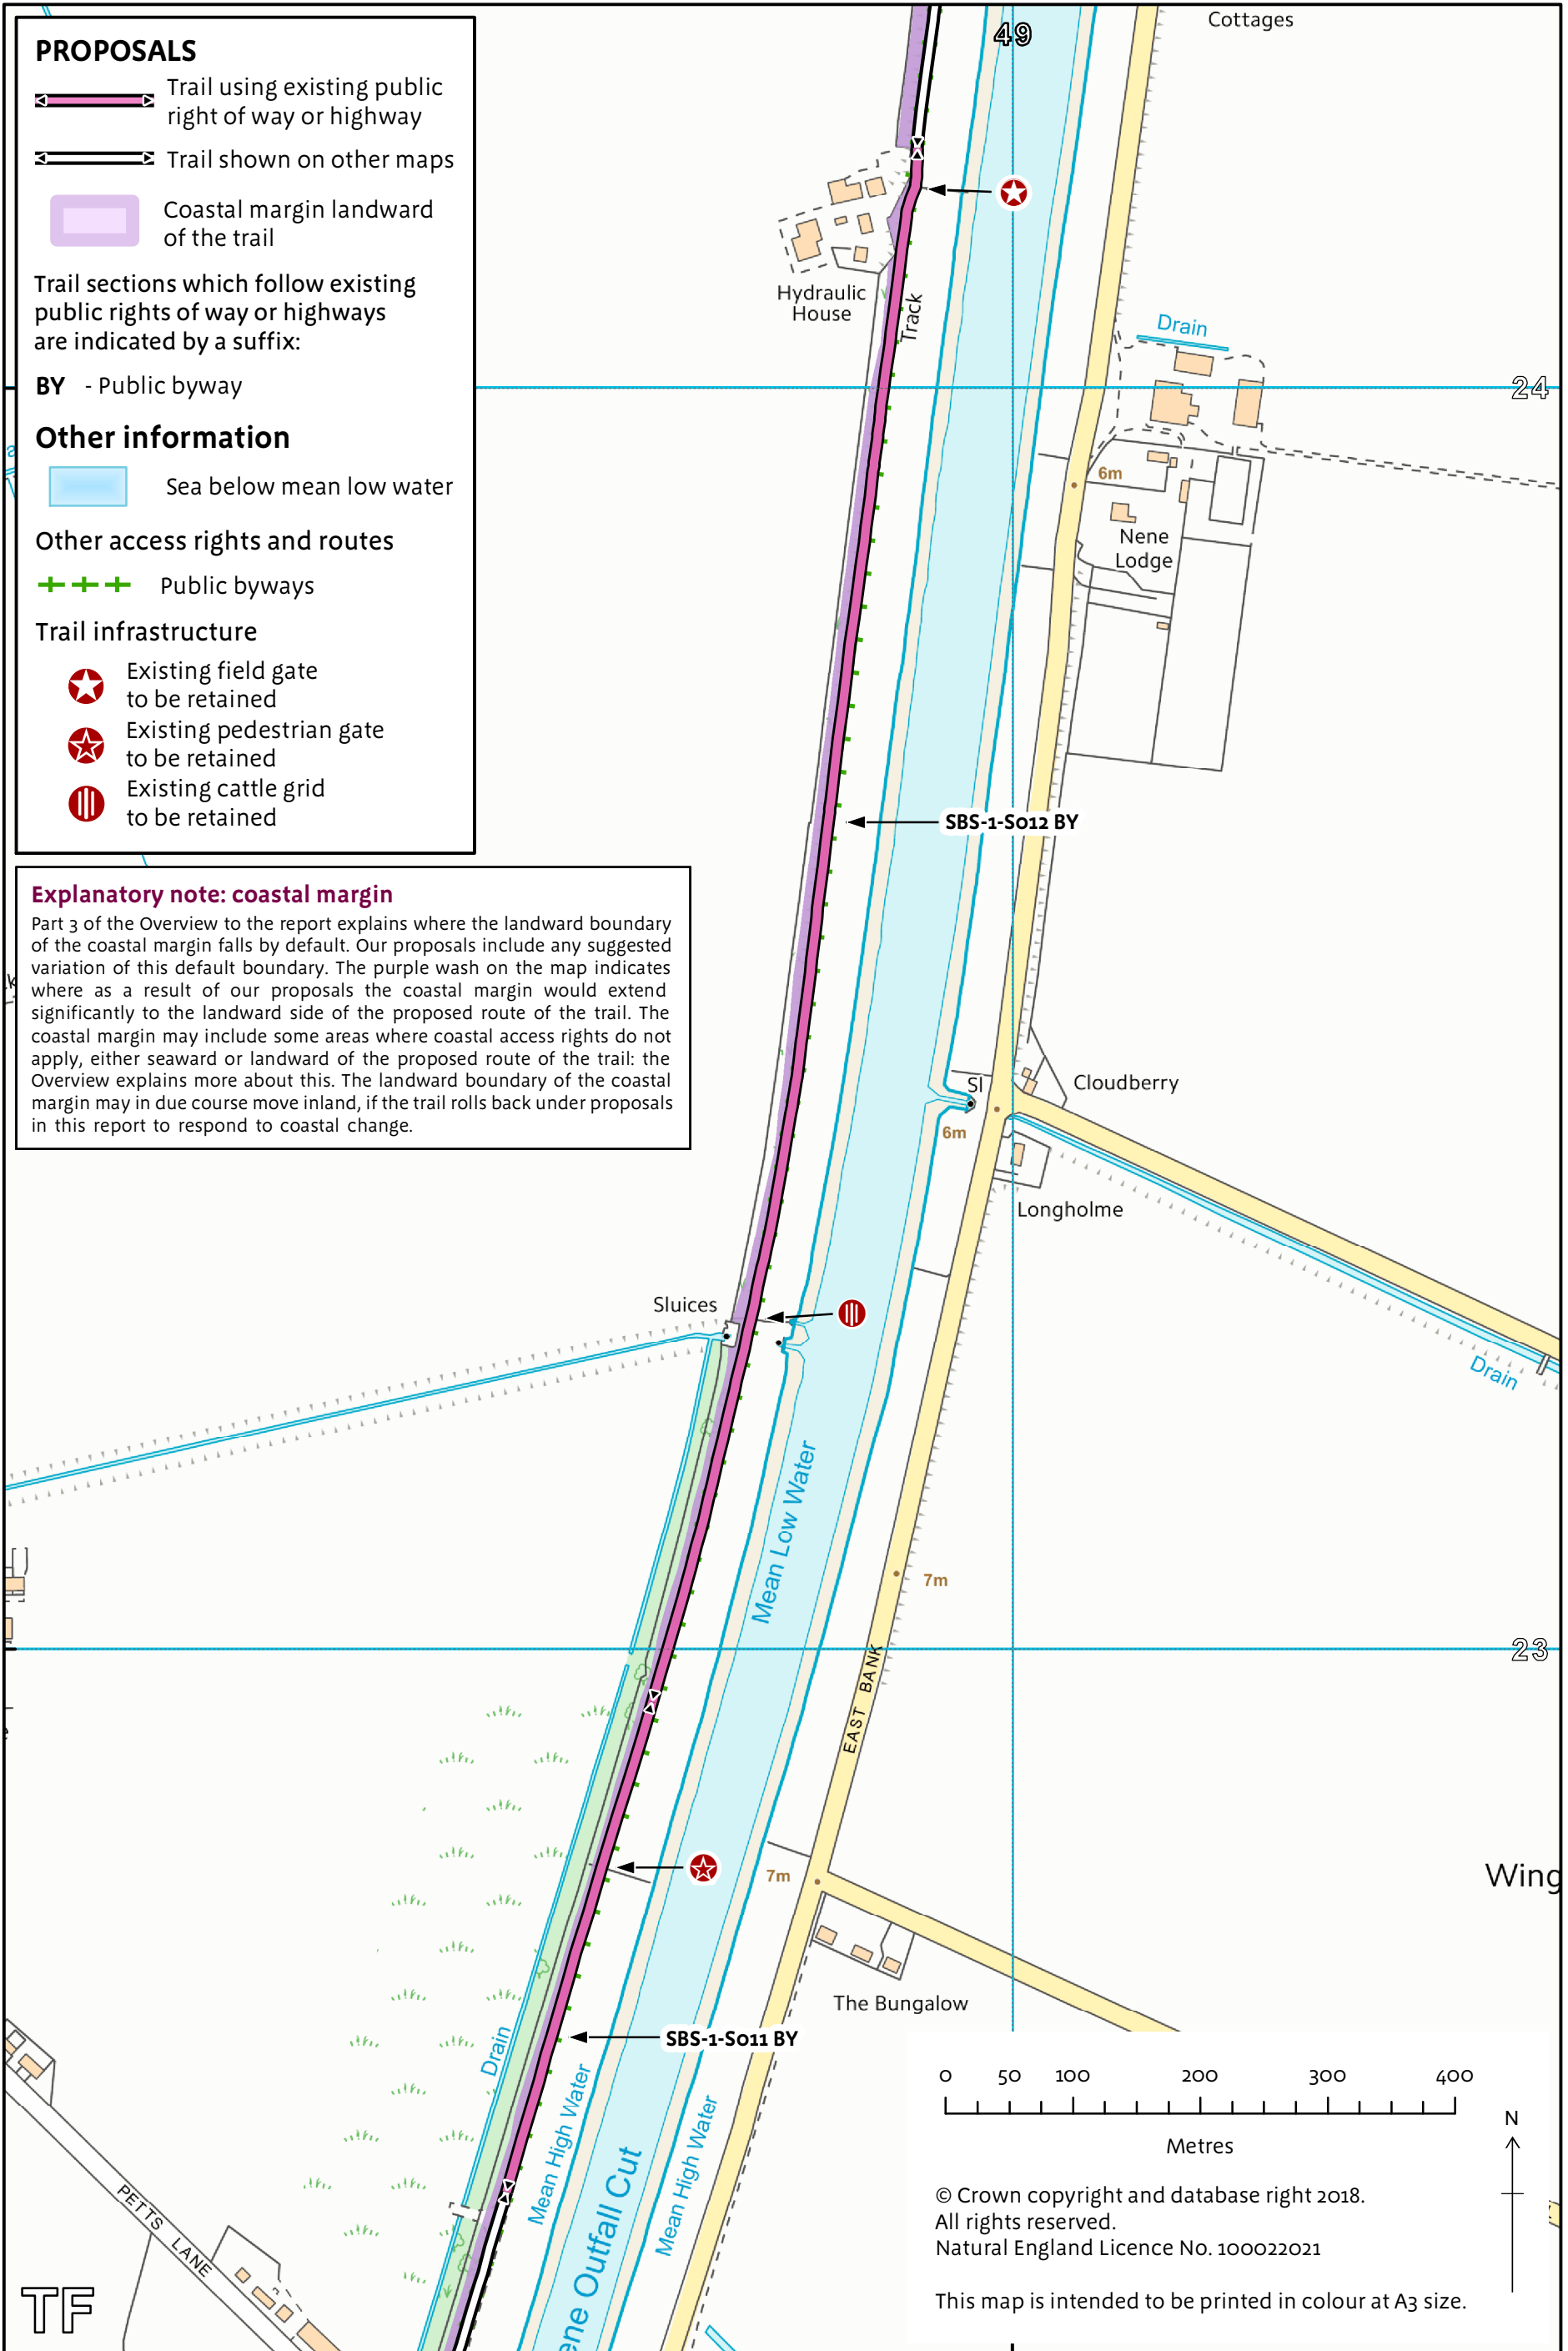 PROPOSALS
Trail using existing public
right of way or highway
Trail shown on other maps
Coastal margin landward
of the trail
Trail sections which follow existing
public rights of way or highways
are indicated by a suffix:
BY - Public byway
Other information
Sea below mean low water
Other access rights and routes
Public byways
Trail infrastructure
Existing field gate
to be retained
Existing pedestrian gate
to be retained
Existing cattle grid
to be retained
Explanatory note: coastal margin
Part 3 of the Overview to the report explains where the landward boundary
of the coastal margin falls by default. Our proposals include any suggested
variation of this default boundary. The purple wash on the map indicates
where as a result of our proposals the coastal margin would extend
significantly to the landward side of the proposed route of the trail. The
coastal margin may include some areas where coastal access rights do not
apply, either seaward or landward of the proposed route of the trail: the
Overview explains more about this. The landward boundary of the coastal
margin may in due course move inland, if the trail rolls back under proposals
in this report to respond to coastal change.
Cottages
49
Hydraulic
House
Track
Drain
24
6m
Nene
Lodge
SBS-1-S012 BY
Sl
Cloudberry
6m
Longholme
Sluices
Drain
Mean Low Water
7m
23
EAST BANK
7m
Wing
The Bungalow
SBS-1-S011 BY
Drain
Mean High Water
Mean High Water
ene Outfall Cut
PETTS LANE
TF
0 50 100 200 300 400
Metres
N
© Crown copyright and database right 2018.
All rights reserved.
Natural England Licence No. 100022021
This map is intended to be printed in colour at A3 size.